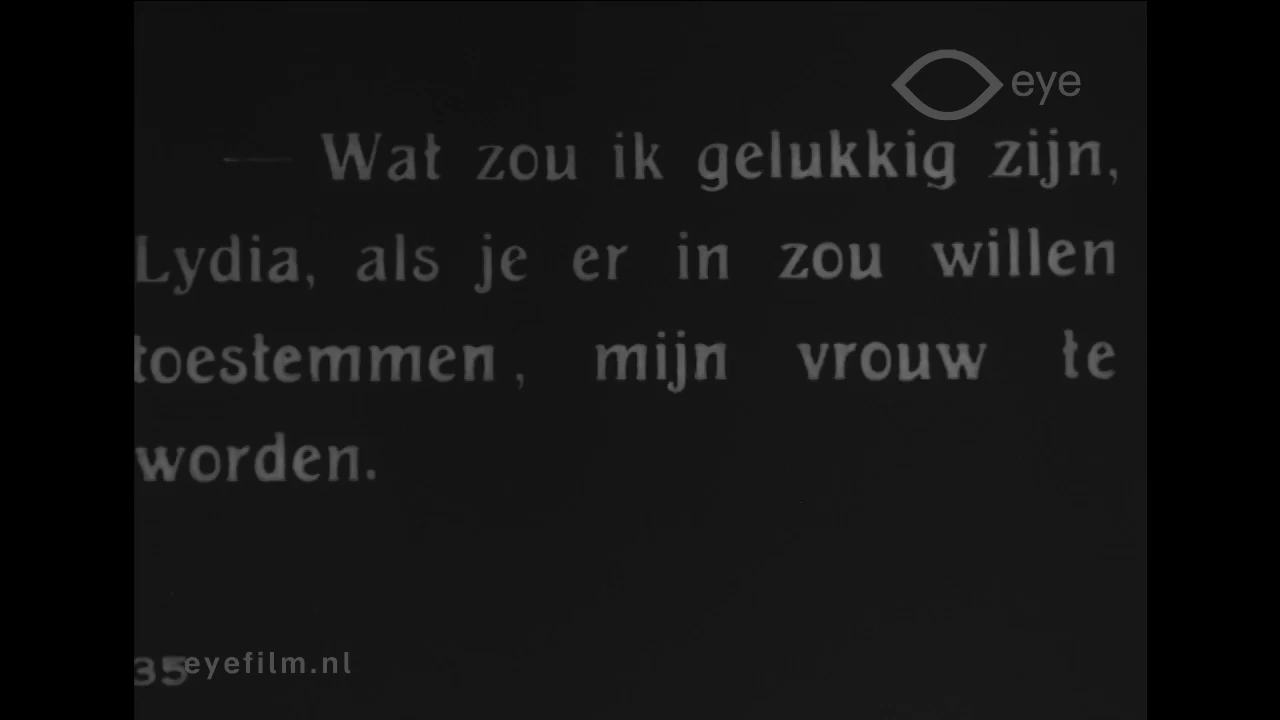 eye
— Wat zou ik gelukkig zijn,
Lydia, als je er in zou willen
toestemmen, mijn vrouw te
worden.
35
eyefilm.nl